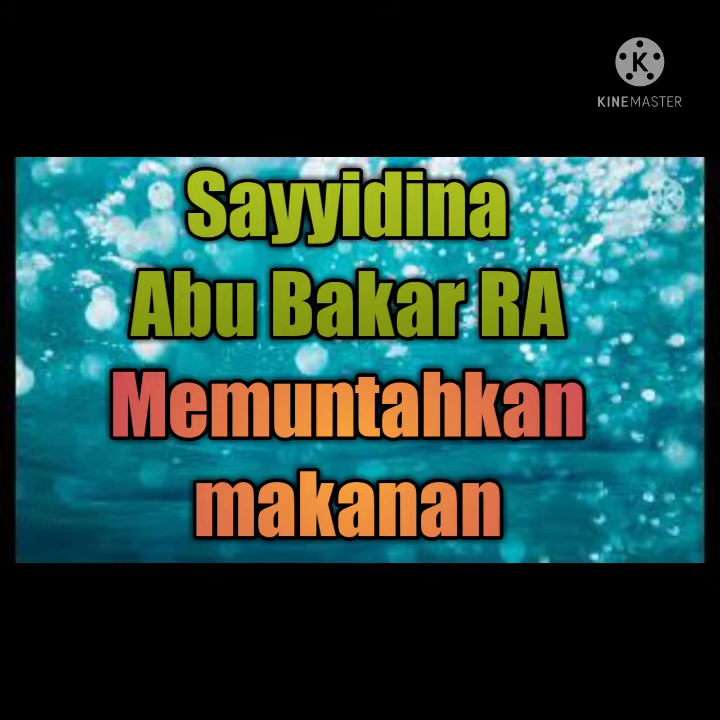 K
KINEMASTER
Sayyidina
Abu Bakar RA
Memuntahkan
makanan